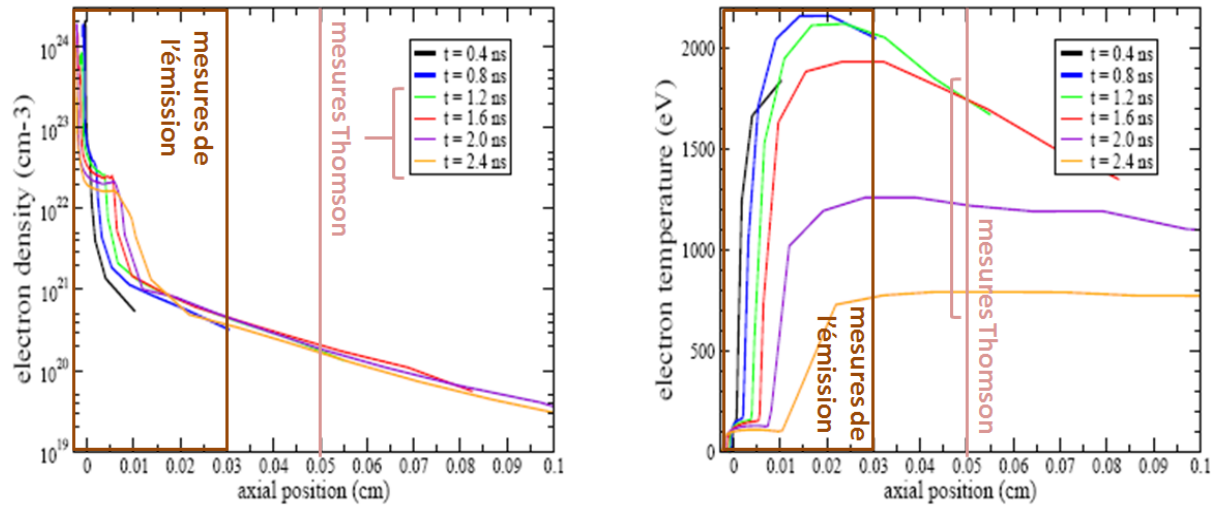 electron density (cm-3)
10^24
10^23
10^22
10^21
10^20
10^19
mesures de
l'émission
mesures Thomson
t = 0.4 ns
t = 0.8 ns
t = 1.2 ns
t = 1.6 ns
t = 2.0 ns
t = 2.4 ns
0 0.01 0.02 0.03 0.04 0.05 0.06 0.07 0.08 0.09 0.1
axial position (cm)
electron temperature (eV)
2000
1500
1000
500
0
t = 0.4 ns
t = 0.8 ns
t = 1.2 ns
t = 1.6 ns
t = 2.0 ns
t = 2.4 ns
mesures de
l'émission
mesures Thomson
0 0.01 0.02 0.03 0.04 0.05 0.06 0.07 0.08 0.09 0.1
axial position (cm)